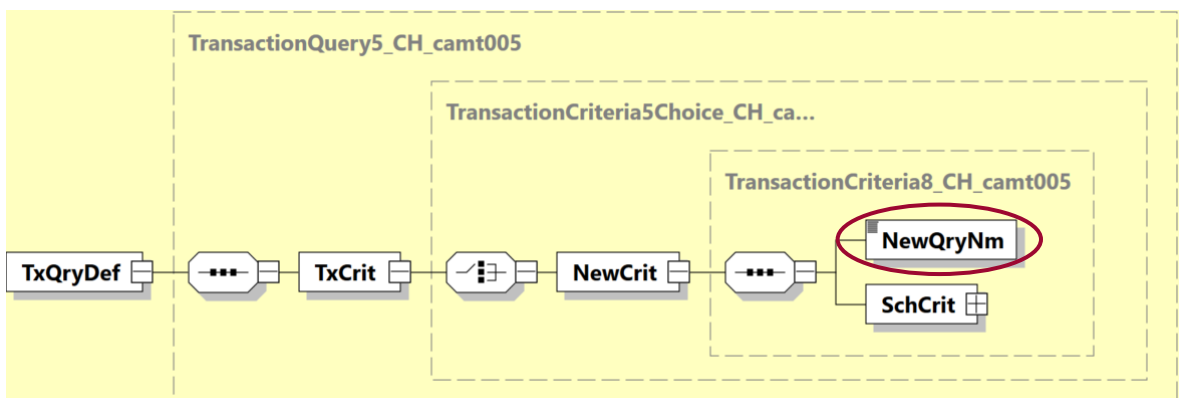 TransactionQuery5_CH_camt005
TransactionCriteria5Choice_CH_ca...
TransactionCriteria8_CH_camt005
NewQryNm
TxQryDef
TxCrit
NewCrit
SchCrit